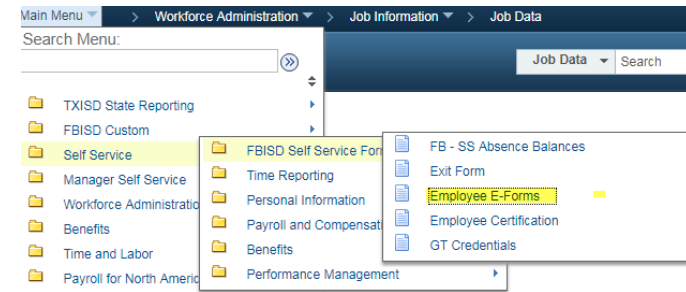 Main Menu > Workforce Administration > Job Information > Job Data
Search Menu:
Job Data Search
TXISD State Reporting
FBISD Custom
Self Service
Manager Self Service
Workforce Administratio
Benefits
Time and Labor
Payroll for North Americ
FBISD Self Service For
Time Reporting
Personal Information
Payroll and Compensati
Benefits
Performance Management
FB - SS Absence Balances
Exit Form
Employee E-Forms
Employee Certification
GT Credentials